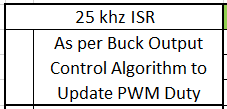 25 khz ISR
As per Buck Output
Control Algorithm to
Update PWM Duty